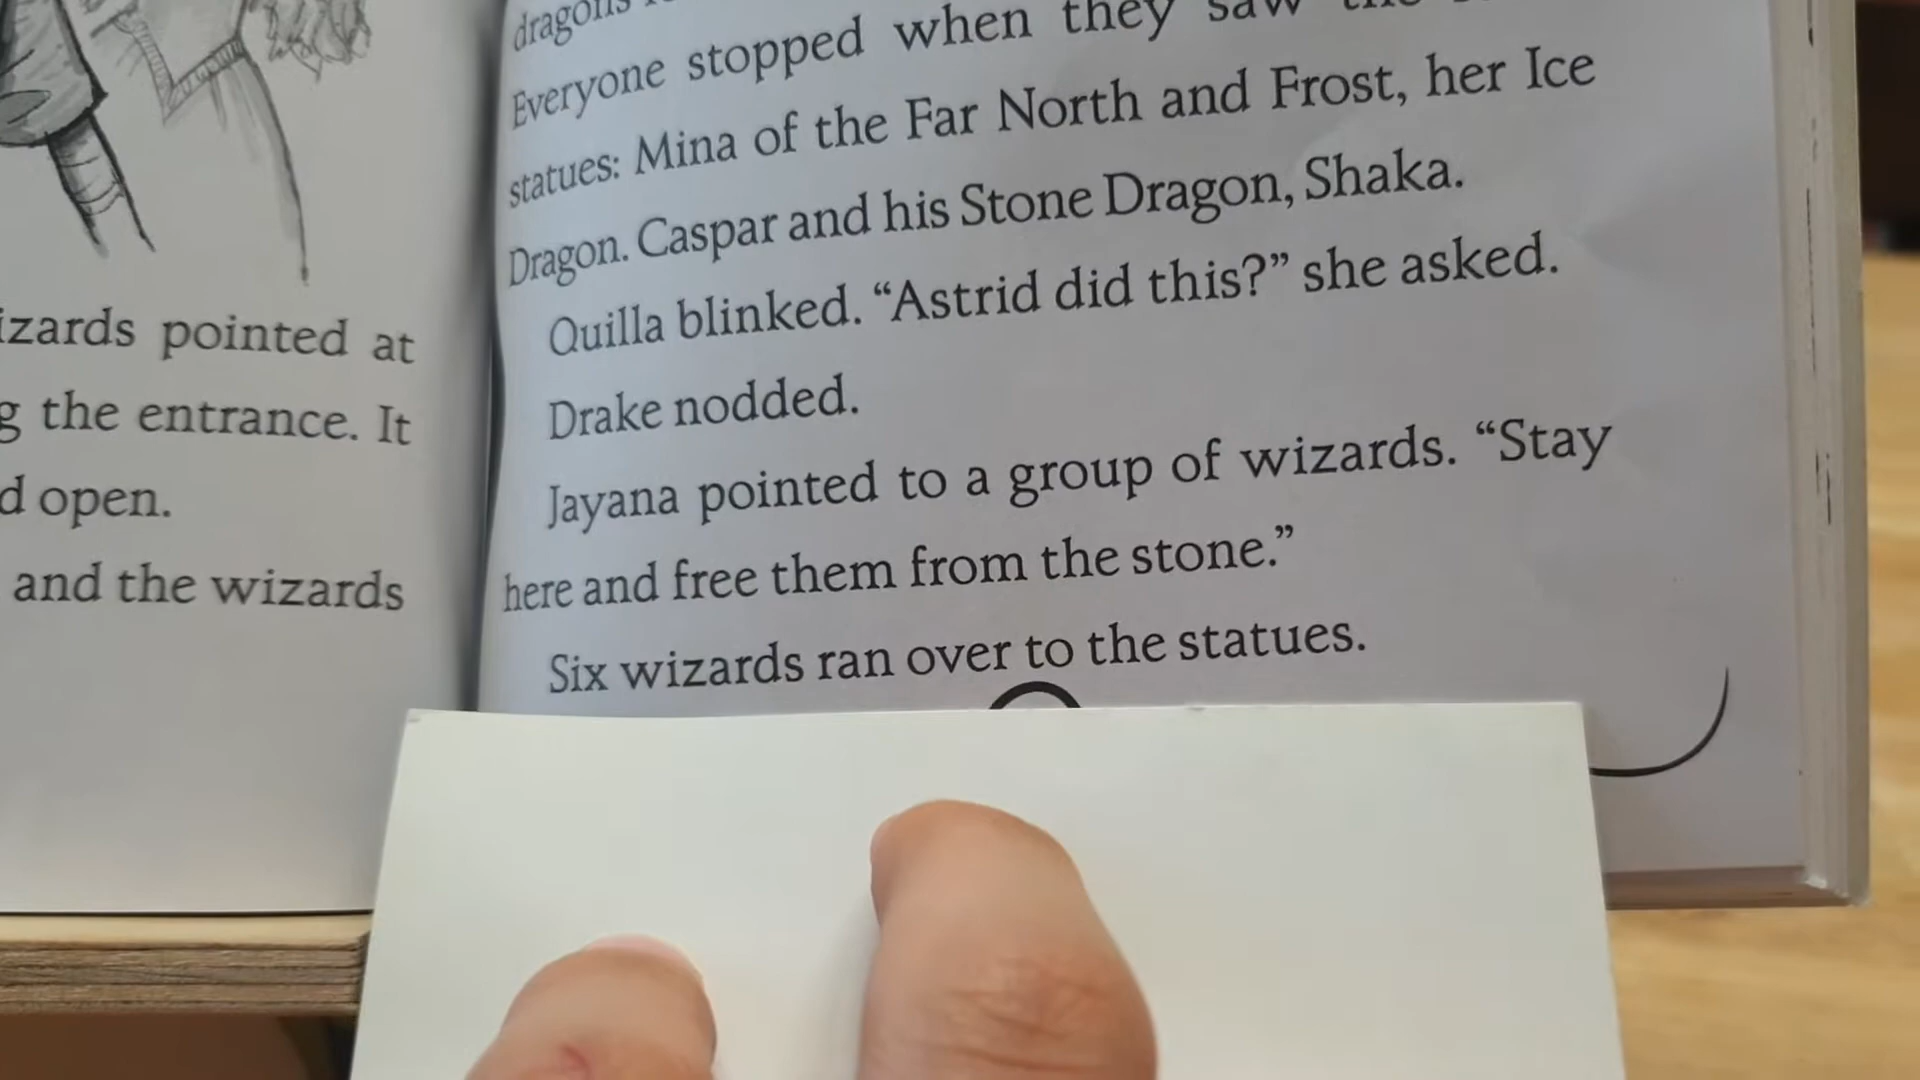 izards pointed at
g the entrance. It
d open.
and the wizards
dragons
Everyone stopped when they saw the
statues: Mina of the Far North and Frost, her Ice
Dragon. Caspar and his Stone Dragon, Shaka.
Quilla blinked. “Astrid did this?” she asked.
Drake nodded.
Jayana pointed to a group of wizards. “Stay
here and free them from the stone.”
Six wizards ran over to the statues.